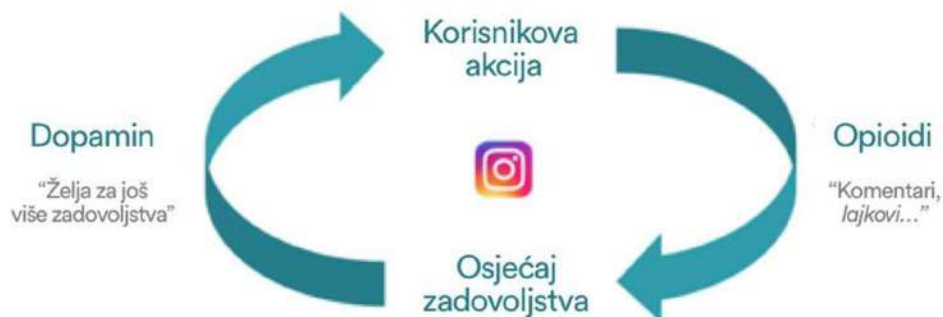 Korisnikova
akcija
Dopamin
“Želja za još
više zadovoljstva”
Opioidi
“Komentari,
lajkovi...”
Osjećaj
zadovoljstva